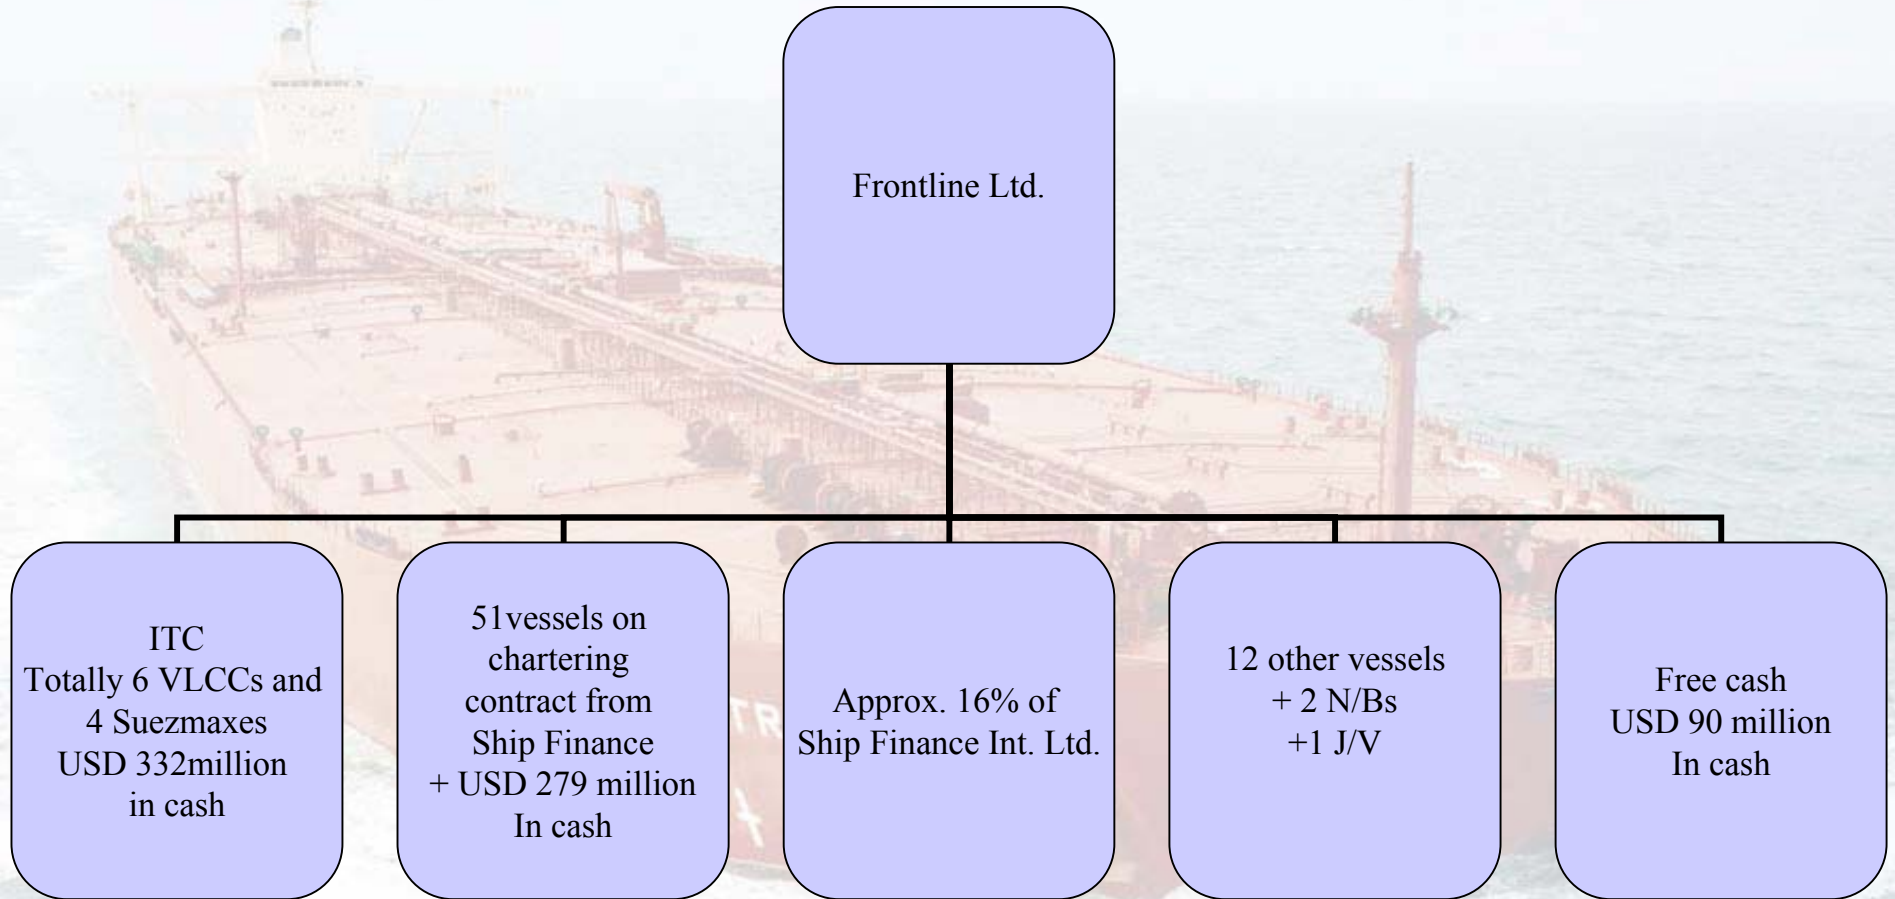 Frontline Ltd.
ITC
Totally 6 VLCCs and
4 Suezmaxes
USD 332million
in cash
51vessels on
chartering
contract from
Ship Finance
+ USD 279 million
In cash
Approx. 16% of
Ship Finance Int. Ltd.
12 other vessels
+ 2 N/Bs
+1 J/V
Free cash
USD 90 million
In cash
TR